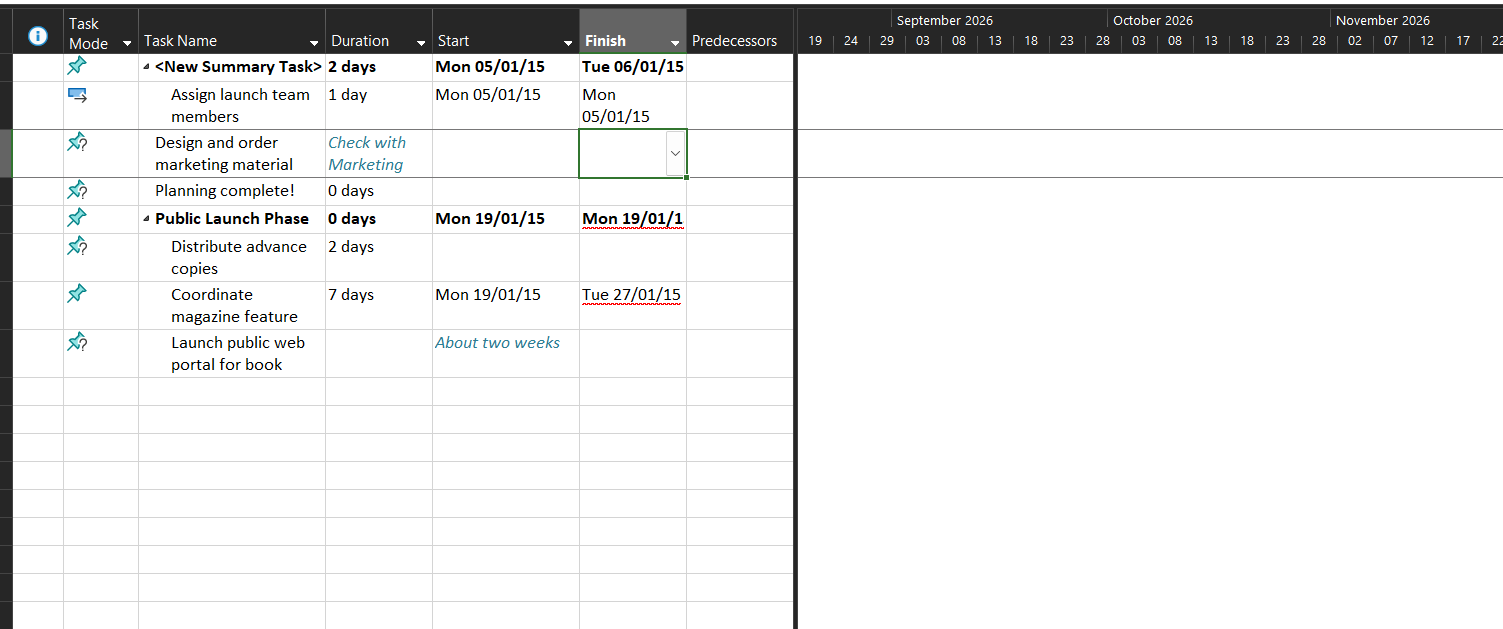 Task Mode Task Name Duration Start Finish Predecessors
September 2026 October 2026 November 2026
19 24 29 03 08 13 18 23 28 03 08 13 18 23 28 02 07 12 17 22
<New Summary Task> 2 days Mon 05/01/15 Tue 06/01/15
Assign launch team members 1 day Mon 05/01/15 Mon 05/01/15
Design and order marketing material Check with Marketing
Planning complete! 0 days
Public Launch Phase 0 days Mon 19/01/15 Mon 19/01/1
Distribute advance copies 2 days
Coordinate magazine feature 7 days Mon 19/01/15 Tue 27/01/15
Launch public web portal for book About two weeks